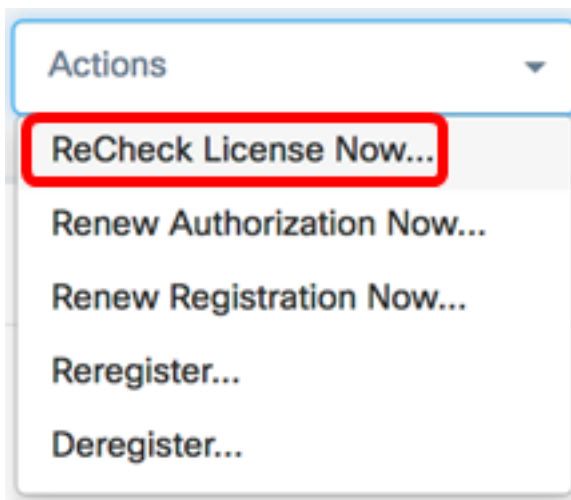 Actions
ReCheck License Now...
Renew Authorization Now...
Renew Registration Now...
Reregister...
Deregister...